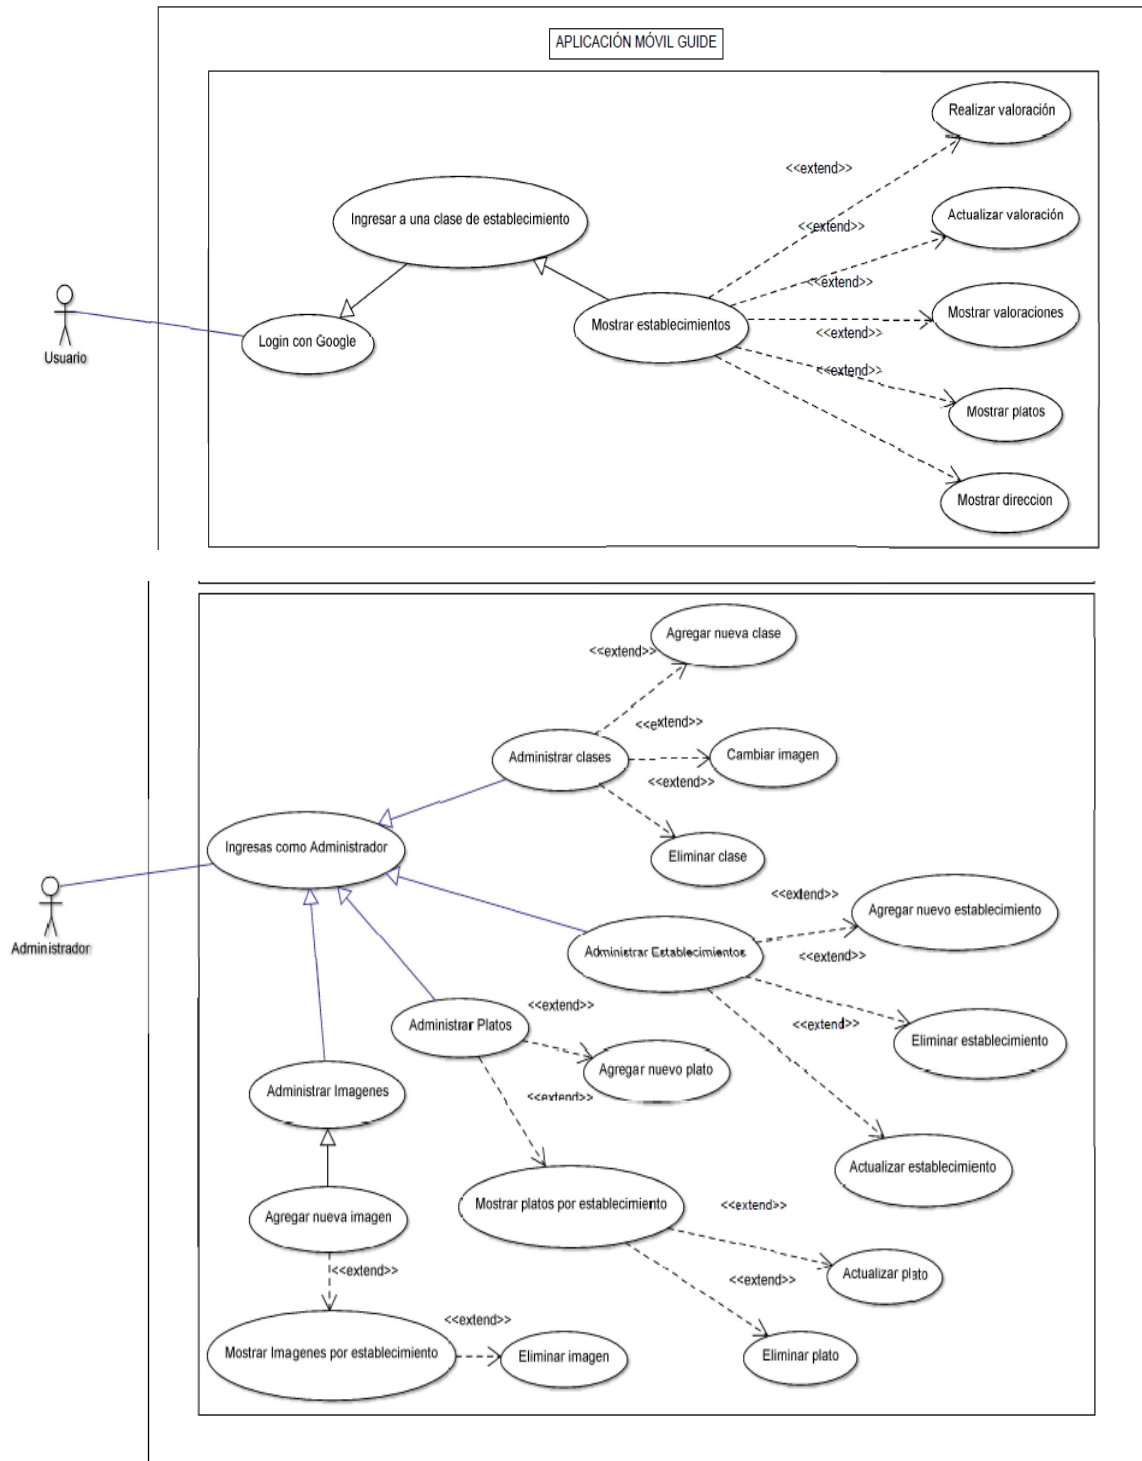 APLICACIÓN MÓVIL GUIDE
Realizar valoración
<<extend>>
Ingresar a una clase de establecimiento
Actualizar valoración
<<extend>>
<<extend>>
Mostrar valoraciones
Mostrar establecimientos
<<extend>>
Login con Google
Usuario
<<extend>>
Mostrar platos
Mostrar direccion
Agregar nueva clase
<<extend>>
<<extend>>
Administrar clases
Cambiar imagen
<<extend>>
Ingresas como Administrador
Eliminar clase
<<extend>>
Agregar nuevo establecimiento
Administrador
Administrar Establecimientos
<<extend>>
<<extend>>
Administrar Platos
<<extend>>
Eliminar establecimiento
Agregar nuevo plato
Administrar Imagenes
<<extend>>
Actualizar establecimiento
Mostrar platos por establecimiento
<<extend>>
Agregar nueva imagen
<<extend>>
Actualizar plato
<<extend>>
<<extend>>
Mostrar Imagenes por establecimiento
Eliminar imagen
Eliminar plato